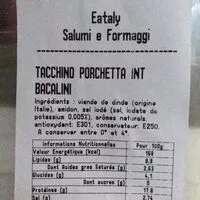 Eataly
Salumi e Formaggi
TACCHINO PORCHETTA INT
BACALINI
Ingrédients : viande de dinde (origine
Italie), amidon, sel iodé (sel, iodate de
potassium 0,005%), arômes naturels
antioxydant: E301, conservateur: E250.
A conserver entre 0° et 4°.
Informations Nutritionnelles Pour 100g
Valeur Energétique (kcal) 168
Lipides (g) 8.9
Dont Acides gras Saturés (g) 2.63
Glucides (g) 4.1
Dont sucres 0
Protéines (g) 17.8
Sel (g) 2.74